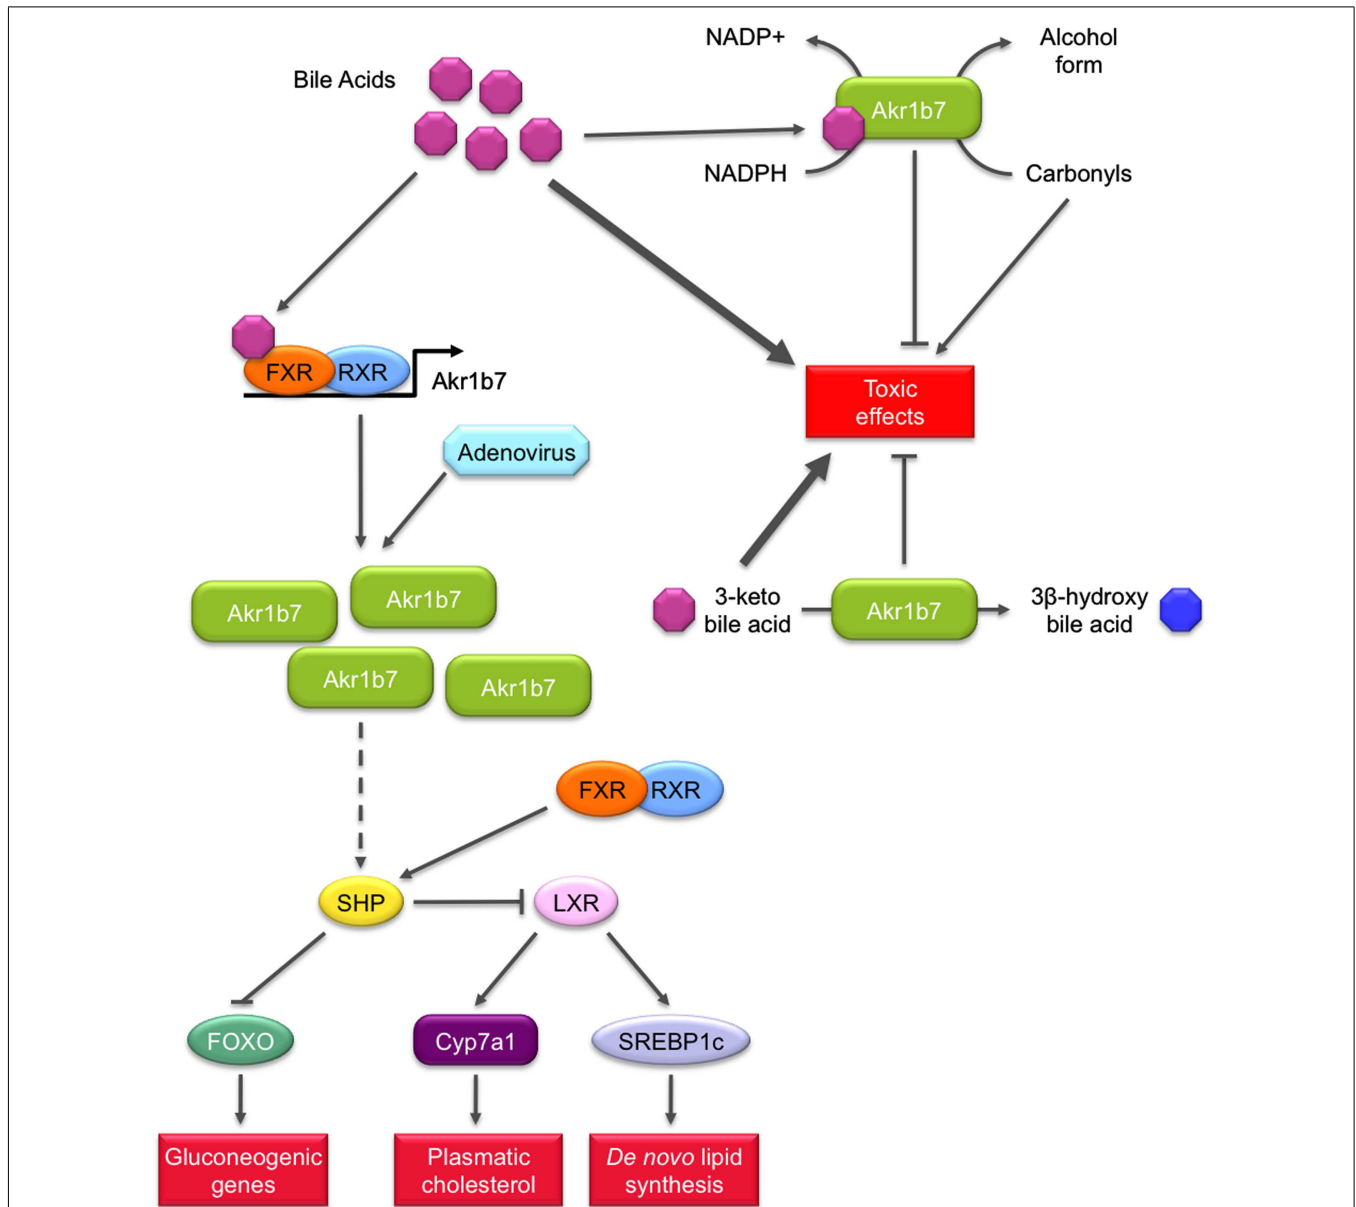 NADP+
Alcohol
form
Bile Acids
Akr1b7
NADPH
Carbonyls
FXR
RXR
Akr1b7
Toxic
effects
Adenovirus
Akr1b7
Akr1b7
3-keto
bile acid
Akr1b7
3β-hydroxy
bile acid
Akr1b7
Akr1b7
FXR
RXR
SHP
LXR
FOXO
Cyp7a1
SREBP1c
Gluconeogenic
genes
Plasmatic
cholesterol
De novo lipid
synthesis